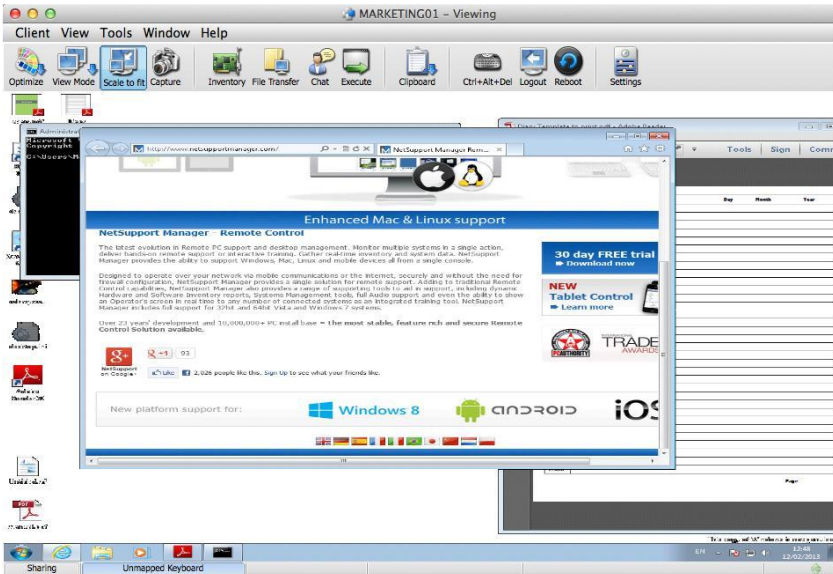 MARKETING01 - Viewing
Client View Tools Window Help
Optimize View Mode Scale to fit Capture Inventory File Transfer Chat Execute Clipboard Ctrl+Alt+Del Logout Reboot Settings
Administra
Microsoft
Copyright
C:\Users\M
http://www.netsupportmanager.com/
NetSupport Manager Rem...
Tools Sign Comm
Day Month Year
Enhanced Mac & Linux support
NetSupport Manager - Remote Control
The latest evolution in Remote PC support and desktop management. Monitor multiple systems in a single action,
deliver hands-on remote support or interactive training. Gather real-time inventory and system data. NetSupport
Manager provides the ability to support Windows, Mac, Linux and mobile devices all from a single console.
Designed to operate over your network via mobile communications or the internet, securely and without the need for
firewall configuration, NetSupport Manager provides a single solution for remote support. Adding to traditional Remote
Control capabilities, NetSupport Manager also provides a range of supporting tools to aid in support, including dynamic
Hardware and Software Inventory reports, Systems Management tools, full Audio support and even the ability to show
an Operator's screen in real time to any number of connected systems as an integrated training tool. NetSupport
Manager includes full support for 32bit and 64bit Vista and Windows 7 systems.
Over 23 years' development and 10,000,000+ PC install base = the most stable, feature rich and secure Remote
Control Solution available.
30 day FREE trial
Download now
NEW
Tablet Control
Learn more
PC AUTHORITY
TRADE
AWARDS
g+
+1 93
NetSupport
on Google+
Like 2,026 people like this. Sign Up to see what your friends like.
New platform support for: Windows 8 android iOS
Page
EN 12:48
12/02/2013
Sharing Unmapped Keyboard